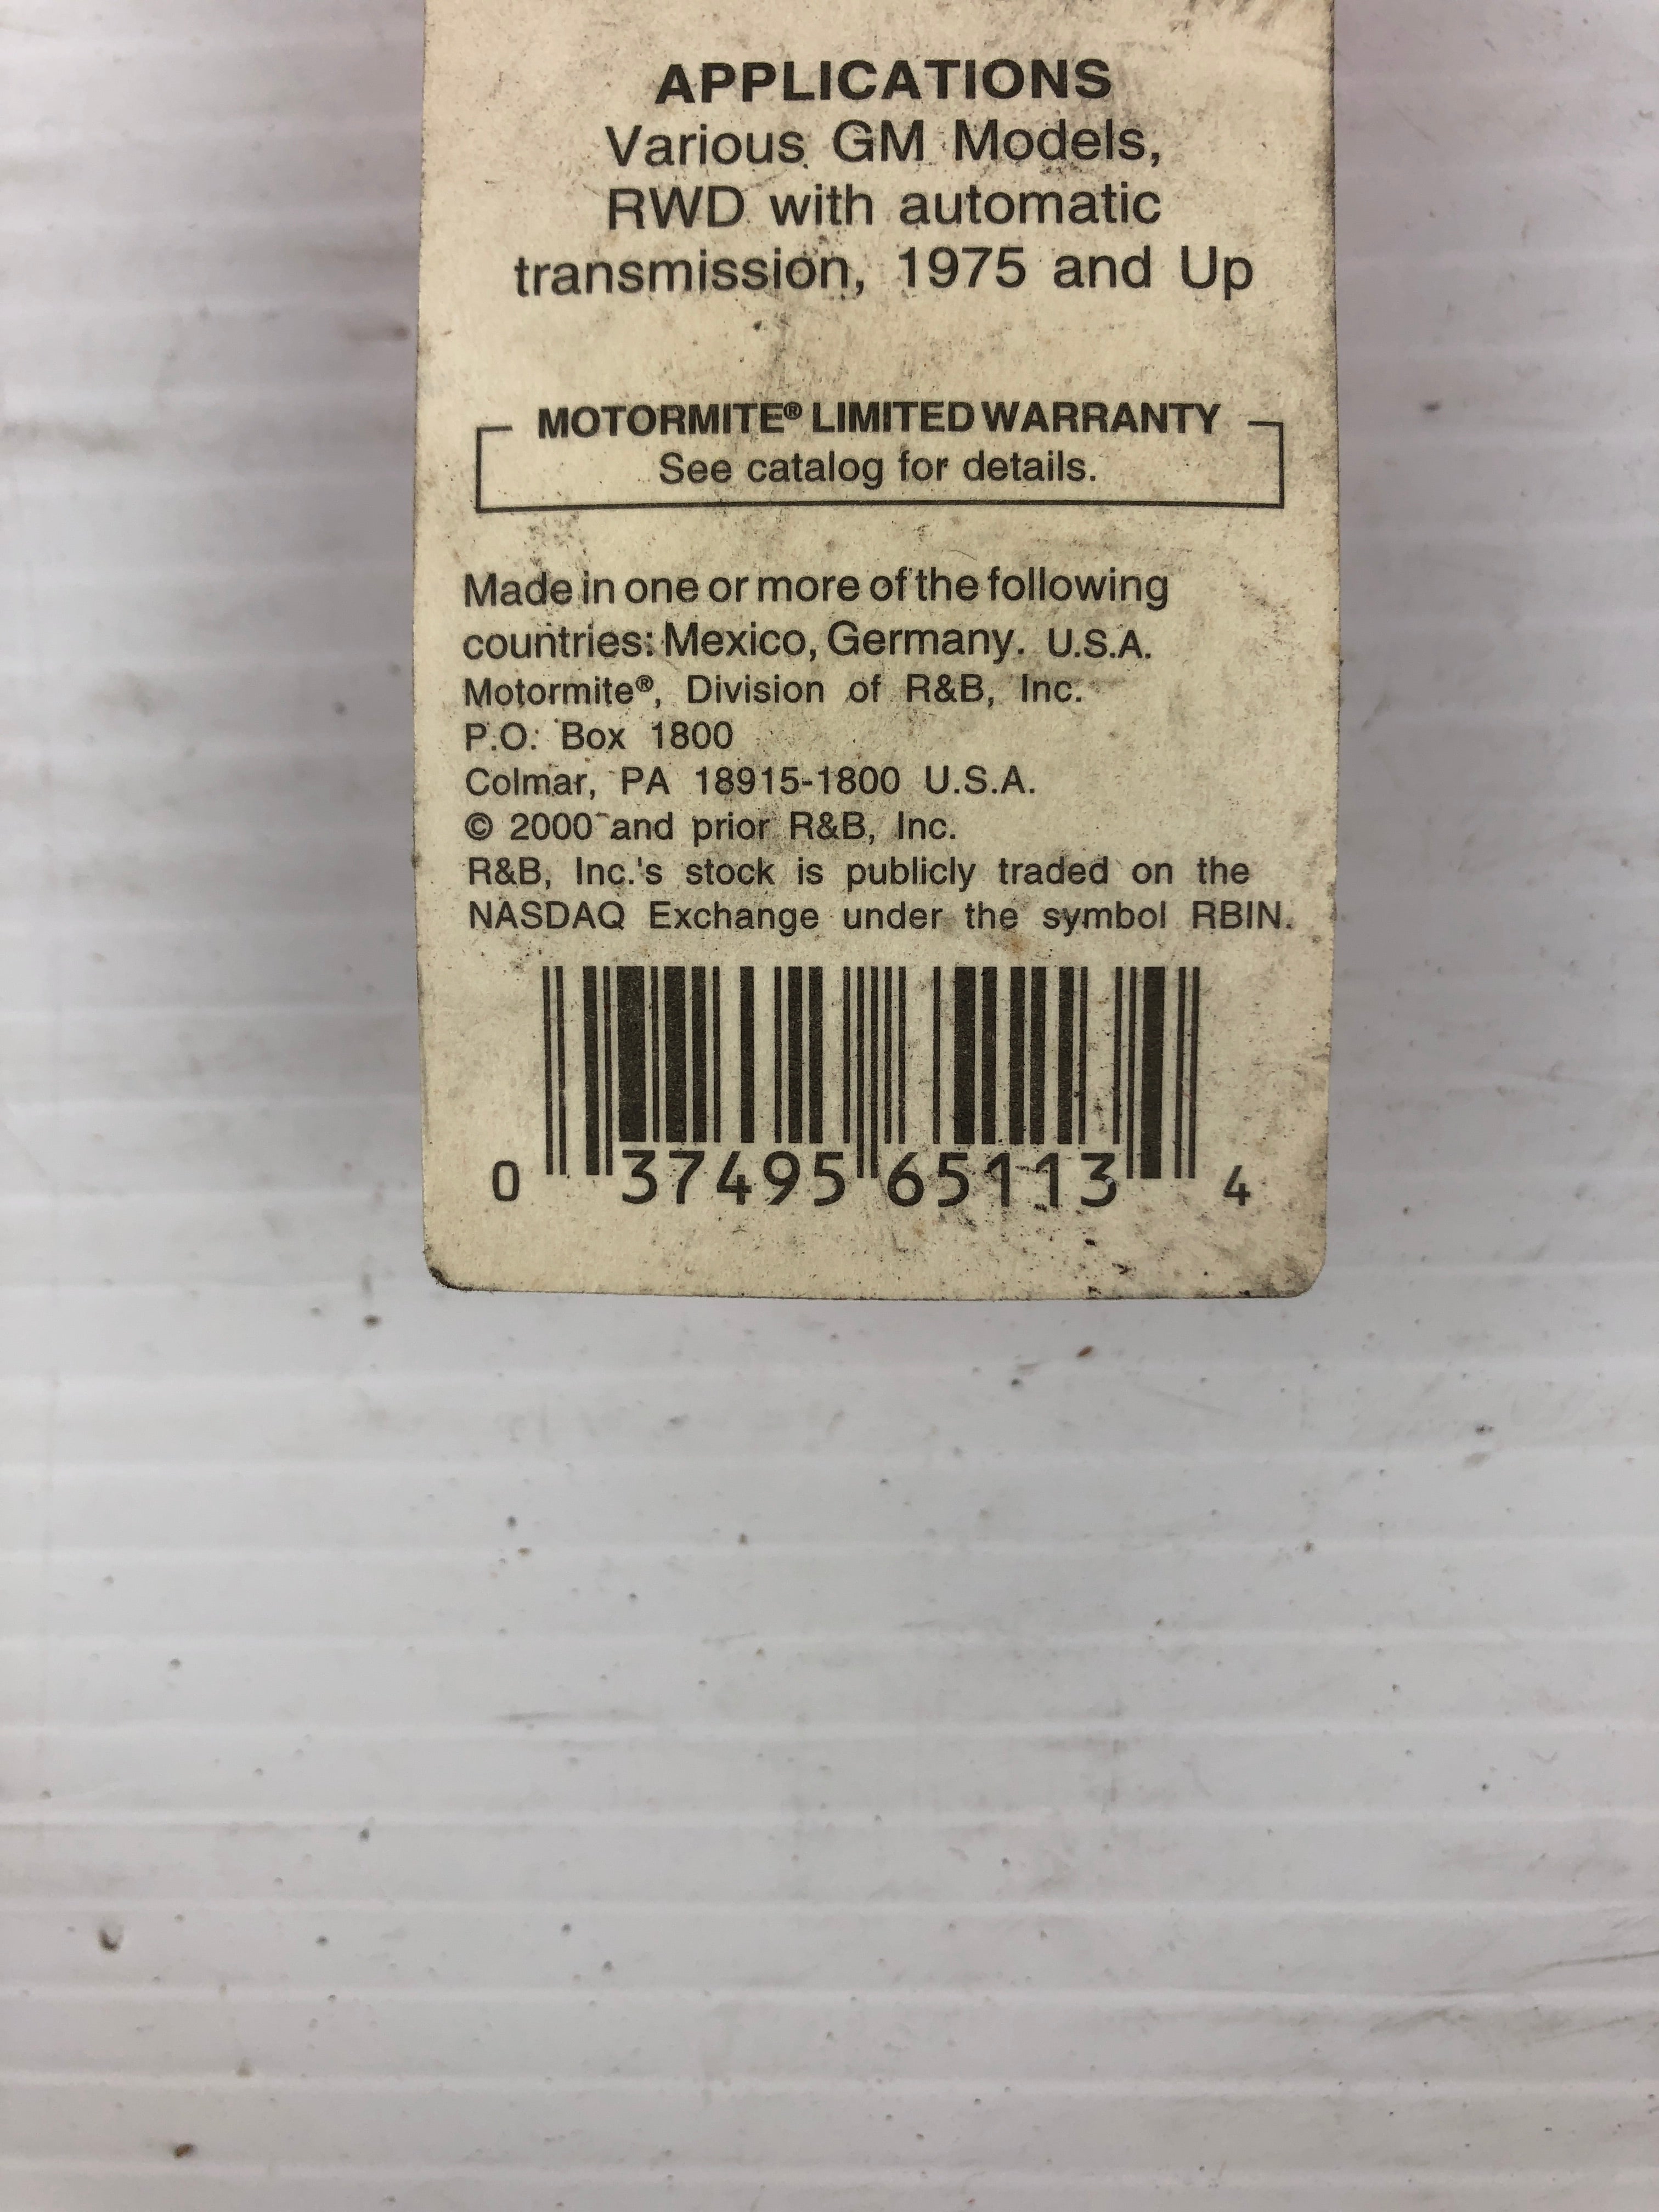 APPLICATIONS
Various GM Models,
RWD with automatic
transmission, 1975 and Up
MOTORMITE® LIMITED WARRANTY
See catalog for details.
Made in one or more of the following
countries: Mexico, Germany. U.S.A.
Motormite®, Division of R&B, Inc.
P.O. Box 1800
Colmar, PA 18915-1800 U.S.A.
© 2000 and prior R&B, Inc.
R&B, Inc.'s stock is publicly traded on the
NASDAQ Exchange under the symbol RBIN.
0 37495 65113 4